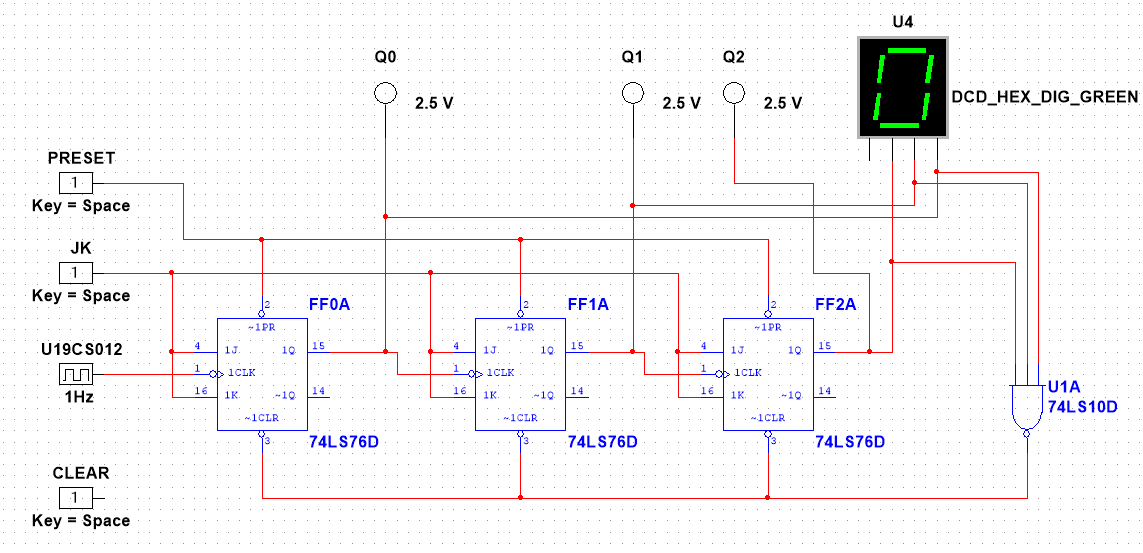 U4
Q0
Q1
Q2
2.5 V
2.5 V
2.5 V
0
DCD_HEX_DIG_GREEN
PRESET
1
Key = Space
JK
1
Key = Space
FF0A
FF1A
FF2A
2
2
2
~1PR
~1PR
~1PR
4
1J
1Q
15
4
1J
1Q
15
4
1J
1Q
15
U19CS012
1
1CLK
1
1CLK
1
1CLK
1Hz
16
1K
~1Q
14
16
1K
~1Q
14
16
1K
~1Q
14
U1A
74LS10D
~1CLR
~1CLR
~1CLR
3
74LS76D
3
74LS76D
3
74LS76D
CLEAR
1
Key = Space